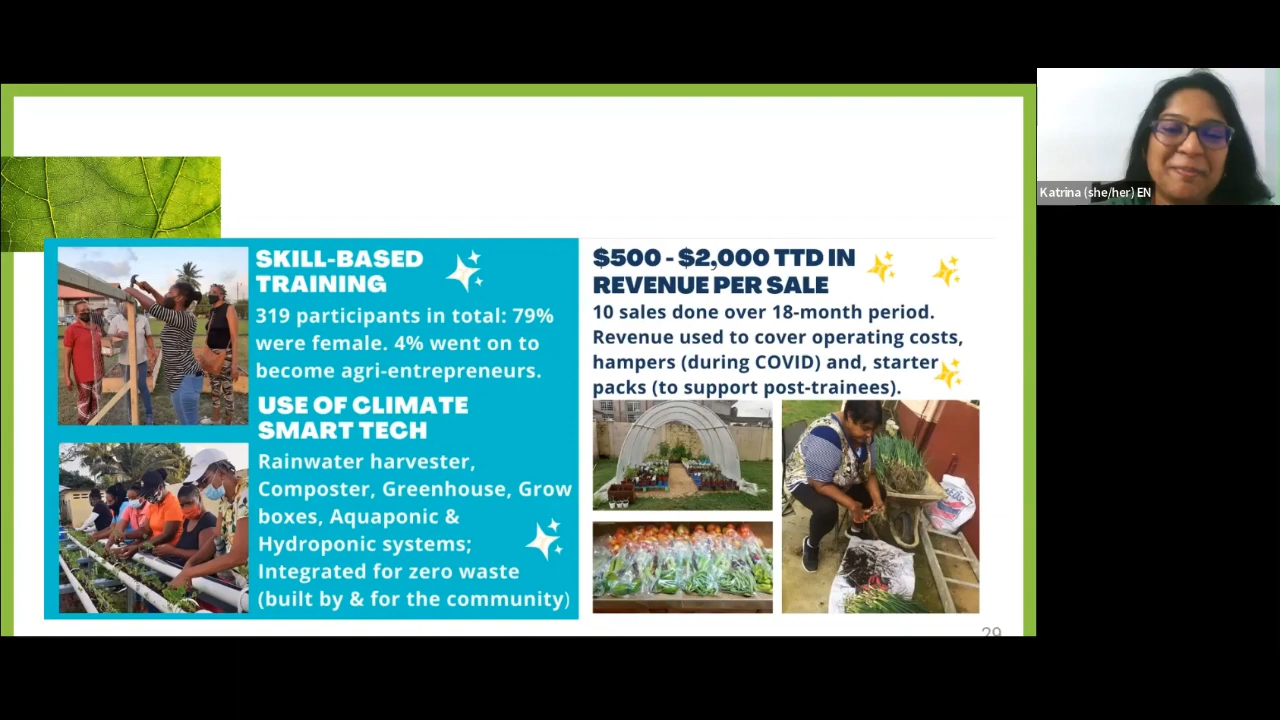 SKILL-BASED
TRAINING
319 participants in total: 79%
were female. 4% went on to
become agri-entrepreneurs.
USE OF CLIMATE
SMART TECH
Rainwater harvester,
Composter, Greenhouse, Grow
boxes, Aquaponic &
Hydroponic systems;
Integrated for zero waste
(built by & for the community)
$500 - $2,000 TTD IN
REVENUE PER SALE
10 sales done over 18-month period.
Revenue used to cover operating costs,
hampers (during COVID) and, starter
packs (to support post-trainees).
29
Katrina (she/her) EN